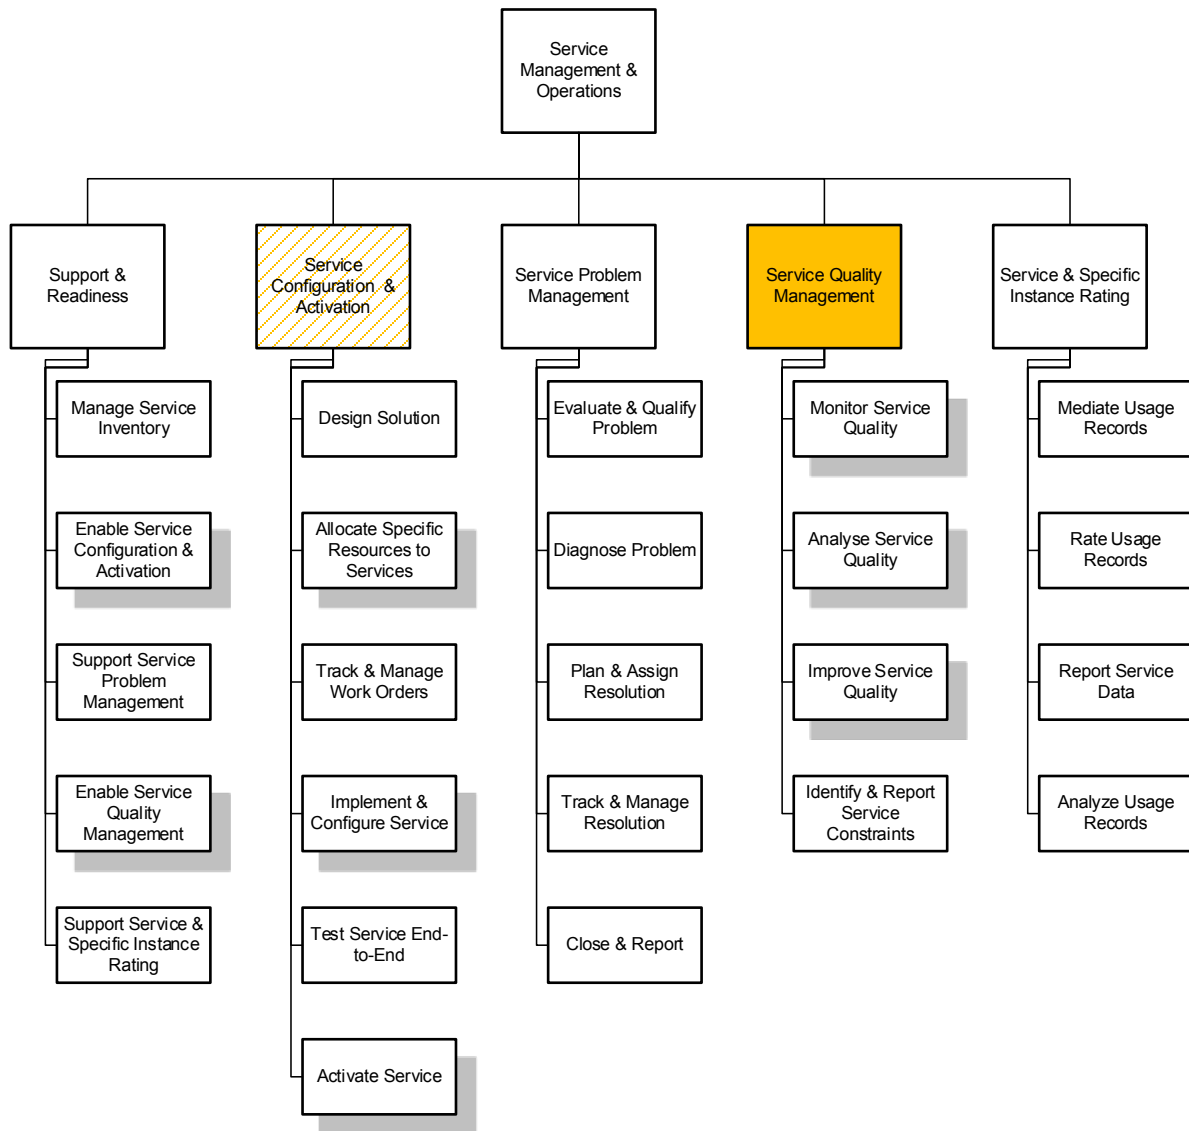 Service
Management &
Operations
Support &
Readiness
Service
Configuration &
Activation
Service Problem
Management
Service Quality
Management
Service & Specific
Instance Rating
Manage Service
Inventory
Enable Service
Configuration &
Activation
Support Service
Problem
Management
Enable Service
Quality
Management
Support Service &
Specific Instance
Rating
Design Solution
Allocate Specific
Resources to
Services
Track & Manage
Work Orders
Implement &
Configure Service
Test Service End-
to-End
Activate Service
Evaluate & Qualify
Problem
Diagnose Problem
Plan & Assign
Resolution
Track & Manage
Resolution
Close & Report
Monitor Service
Quality
Analyse Service
Quality
Improve Service
Quality
Identify & Report
Service
Constraints
Mediate Usage
Records
Rate Usage
Records
Report Service
Data
Analyze Usage
Records